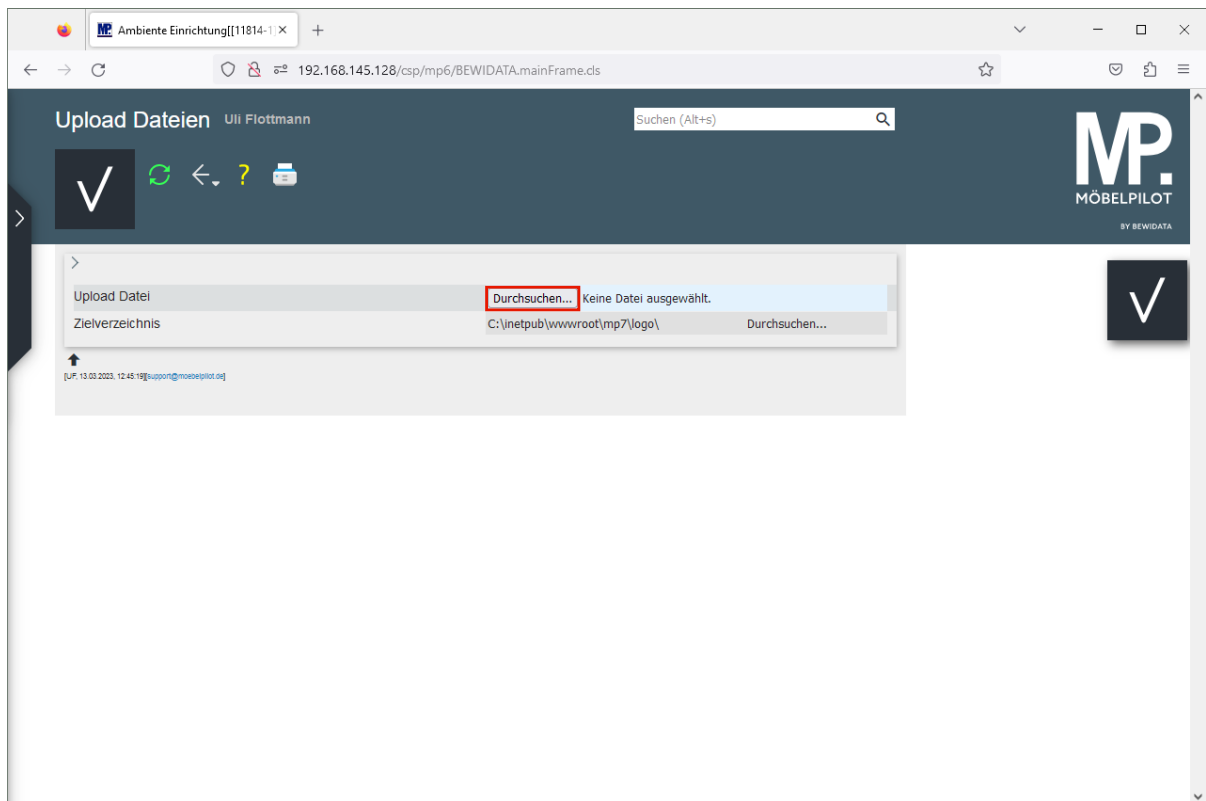 Ambiente Einrichtung[[11814-1]
192.168.145.128/csp/mp6/BEWIDATA.mainFrame.cls
Upload Dateien Uli Flottmann
Suchen (Alt+s)
MP.
MÖBELPILOT
BY BEWIDATA
Upload Datei Durchsuchen... Keine Datei ausgewählt.
Zielverzeichnis C:\inetpub\wwwroot\mp7\logo\ Durchsuchen...
[UF, 13.03.2023, 12:45:19][support@moebelpilot.de]